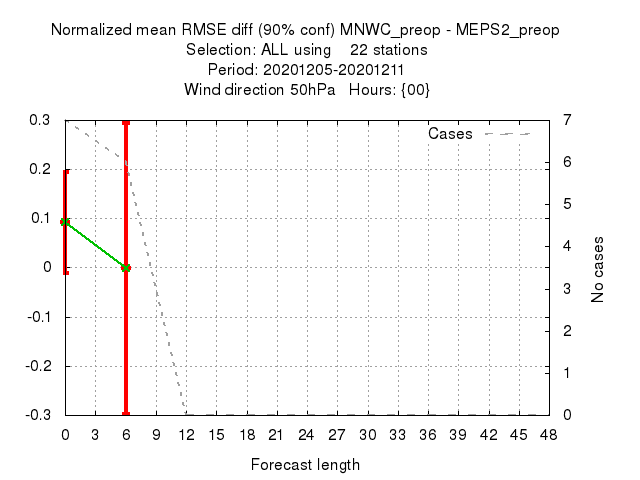 Normalized mean RMSE diff (90% conf) MNWC_preop - MEPS2_preop
Selection: ALL using 22 stations
Period: 20201205-20201211
Wind direction 50hPa Hours: {00}
Cases
0.3
0.2
0.1
0
-0.1
-0.2
-0.3
7
6
5
4
3
2
1
0
No cases
0 3 6 9 12 15 18 21 24 27 30 33 36 39 42 45 48
Forecast length